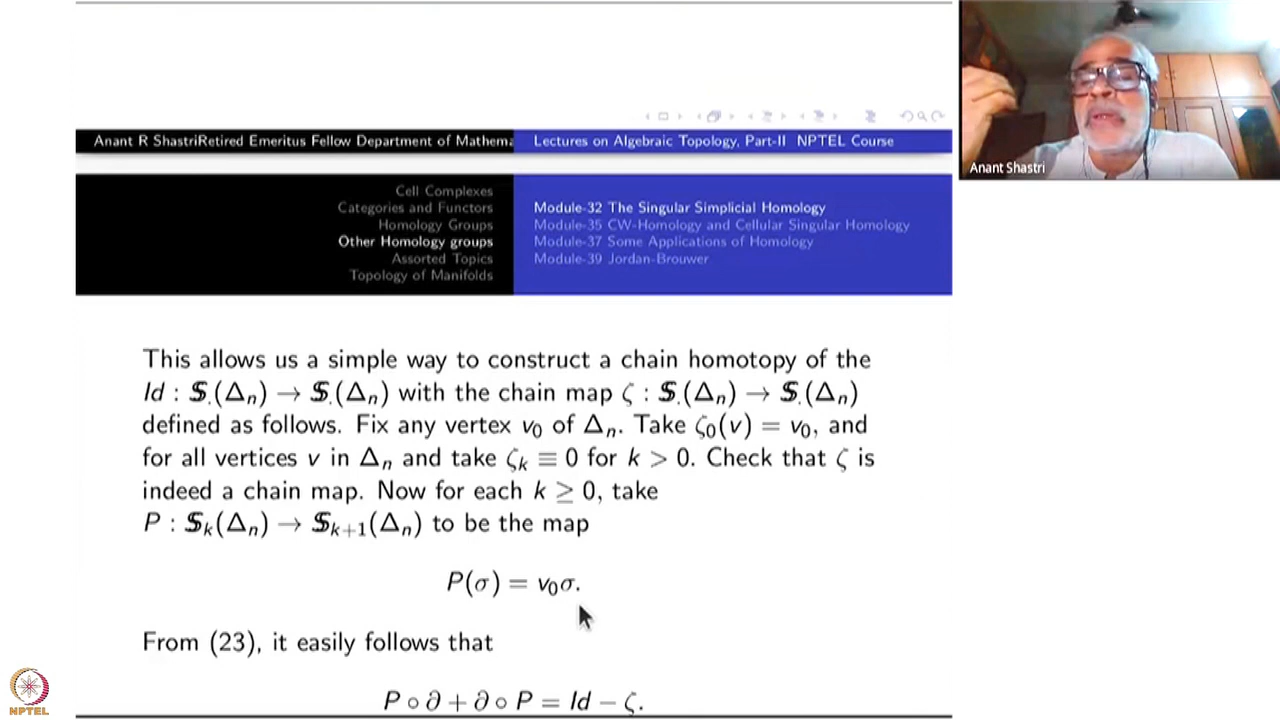 Anant R ShastriRetired Emeritus Fellow Department of Mathema
Lectures on Algebraic Topology, Part-II NPTEL Course
Cell Complexes
Categories and Functors
Homology Groups
Other Homology groups
Assorted Topics
Topology of Manifolds
Module-32 The Singular Simplicial Homology
Module-35 CW-Homology and Cellular Singular Homology
Module-37 Some Applications of Homology
Module-39 Jordan-Brouwer
This allows us a simple way to construct a chain homotopy of the
Id : 𝕊.(Δₙ) → 𝕊.(Δₙ) with the chain map ζ : 𝕊.(Δₙ) → 𝕊.(Δₙ)
defined as follows. Fix any vertex v₀ of Δₙ. Take ζ₀(v) = v₀, and
for all vertices v in Δₙ and take ζₖ ≡ 0 for k > 0. Check that ζ is
indeed a chain map. Now for each k ≥ 0, take
P : 𝕊ₖ(Δₙ) → 𝕊ₖ₊₁(Δₙ) to be the map
P(σ) = v₀σ.
From (23), it easily follows that
P ∘ ∂ + ∂ ∘ P = Id − ζ.
Anant Shastri
NPTEL